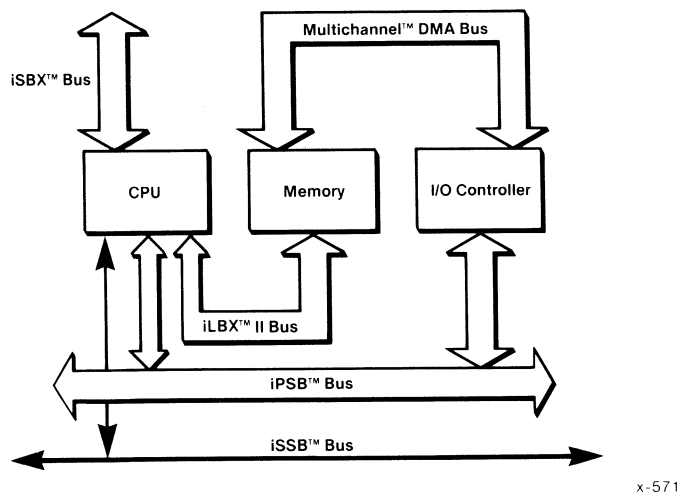 Multichannel™ DMA Bus
iSBX™ Bus
CPU
Memory
I/O Controller
iLBX™ II Bus
iPSB™ Bus
iSSB™ Bus
x-571